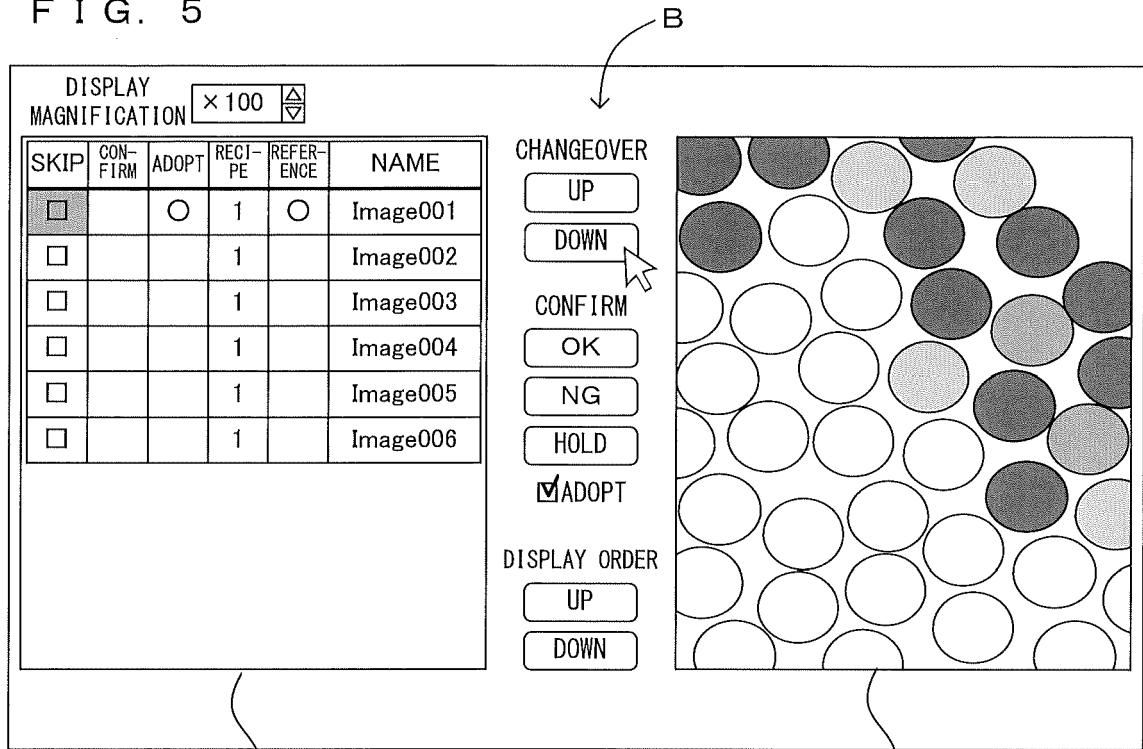 FIG. 5
B
DISPLAY
MAGNIFICATION ×100
SKIP CON-FIRM ADOPT RECI-PE REFER-ENCE NAME
□ ○ 1 ○ Image001
□ 1 Image002
□ 1 Image003
□ 1 Image004
□ 1 Image005
□ 1 Image006
CHANGEOVER
UP
DOWN
CONFIRM
OK
NG
HOLD
☑ADOPT
DISPLAY ORDER
UP
DOWN